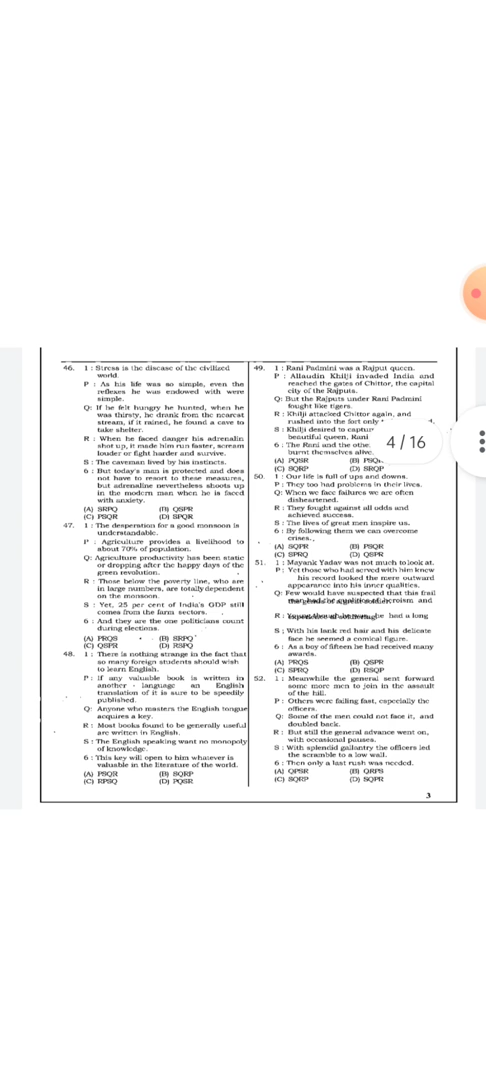 46. 1 : Stress is the disease of the civilized
world.
P : As his life was so simple, even the
reflexes he was endowed with were
simple.
Q: If he felt hungry he hunted, when he
was thirsty, he drank from the nearest
stream, if it rained, he found a cave to
take shelter.
R : When he faced danger his adrenalin
shot up, it made him run faster, scream
louder or fight harder and survive.
S : The caveman lived by his instincts.
6 : But today's man is protected and does
not have to resort to these measures,
but adrenaline nevertheless shoots up
in the modern man when he is faced
with anxiety.
(A) SRPQ (B) QSPR
(C) PSQR (D) SPQR
47. 1 : The desperation for a good monsoon is
understandable.
P : Agriculture provides a livelihood to
about 70% of population.
Q: Agriculture productivity has been static
or dropping after the happy days of the
green revolution.
R : Those below the poverty line, who are
in large numbers, are totally dependent
on the monsoon.
S : Yet, 25 per cent of India's GDP still
comes from the farm sectors.
6 : And they are the one politicians count
during elections.
(A) PRQS (B) SRPQ
(C) QSPR (D) RSPQ
48. 1 : There is nothing strange in the fact that
so many foreign students should wish
to learn English.
P : If any valuable book is written in
another language an English
translation of it is sure to be speedily
published.
Q: Anyone who masters the English tongue
acquires a key.
R : Most books found to be generally useful
are written in English.
S : The English speaking want no monopoly
of knowledge.
6 : This key will open to him whatever is
valuable in the literature of the world.
(A) PSQR (B) SQRP
(C) RPSQ (D) PQSR
49. 1 : Rani Padmini was a Rajput queen.
P : Allaudin Khilji invaded India and
reached the gates of Chittor, the capital
city of the Rajputs.
Q: But the Rajputs under Rani Padmini
fought like tigers.
R : Khilji attacked Chittor again, and
rushed into the fort only
S : Khilji desired to captur
beautiful queen, Rani
6 : The Rani and the othe
burnt themselves alive.
(A) PQSR (B) PSQ
(C) SQRP (D) SRQP
4 / 16
50. 1 : Our life is full of ups and downs.
P : They too had problems in their lives.
Q: When we face failures we are often
disheartened.
R : They fought against all odds and
achieved success.
S : The lives of great men inspire us.
6 : By following them we can overcome
crises.
(A) SQPR (B) PSQR
(C) SPRQ (D) QSPR
51. 1 : Mayank Yadav was not much to look at.
P : Yet those who had served with him knew
his record looked the mere outward
appearance into his inner qualities.
Q: Few would have suspected that this frail
heroism and
R : he had a long
S : With his lank red hair and his delicate
face he seemed a comical figure.
6 : As a boy of fifteen he had received many
awards.
(A) PRQS (B) QSPR
(C) SPRQ (D) RSQP
52. 1 : Meanwhile the general sent forward
some more men to join in the assault
of the hill.
P : Others were falling fast, especially the
officers.
Q: Some of the men could not face it, and
doubled back.
R : But still the general advance went on,
with occasional pauses.
S : With splendid gallantry the officers led
the scramble to a low wall.
6 : Then only a last rush was needed.
(A) QPSR (B) QRPS
(C) SQRP (D) SQPR
3